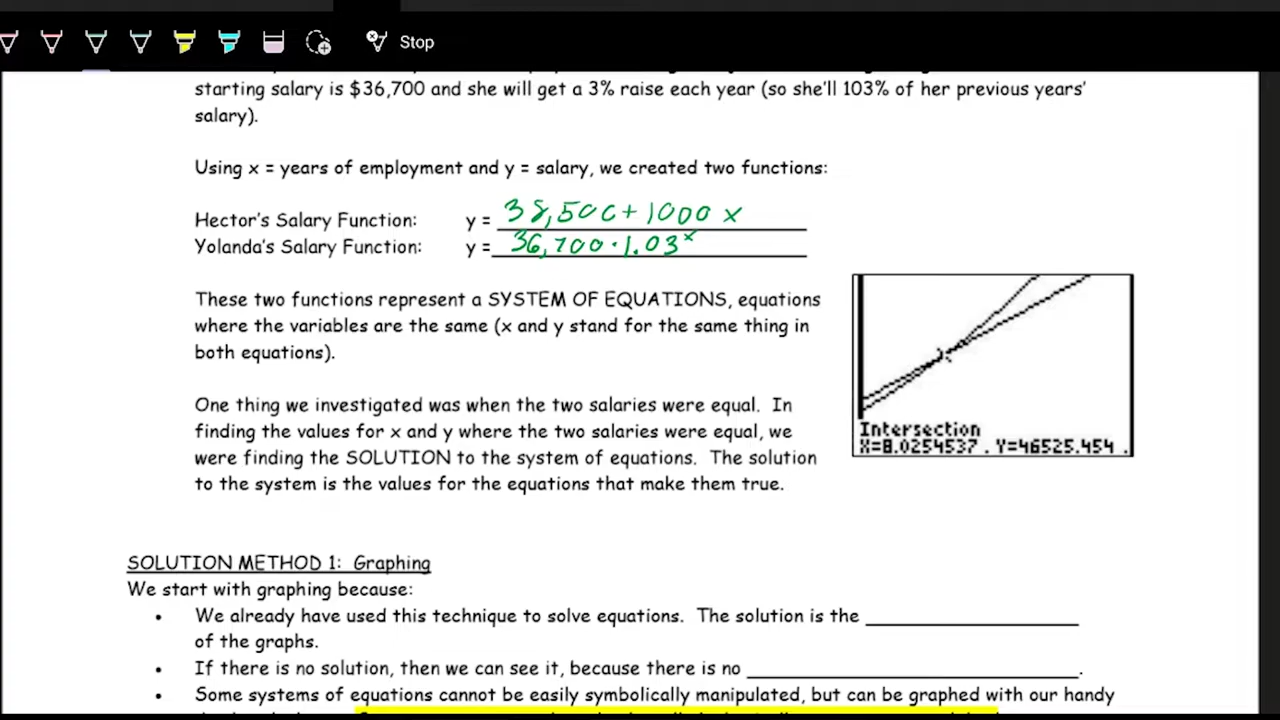 Stop
starting salary is $36,700 and she will get a 3% raise each year (so she'll 103% of her previous years'
salary).
Using x = years of employment and y = salary, we created two functions:
Hector's Salary Function: y = 38,500 + 1000 x
Yolanda's Salary Function: y = 36,700 · 1.03ˣ
These two functions represent a SYSTEM OF EQUATIONS, equations
where the variables are the same (x and y stand for the same thing in
both equations).
One thing we investigated was when the two salaries were equal. In
finding the values for x and y where the two salaries were equal, we
were finding the SOLUTION to the system of equations. The solution
to the system is the values for the equations that make them true.
Intersection
X=8.0254537 . Y=46525.454 .
SOLUTION METHOD 1: Graphing
We start with graphing because:
• We already have used this technique to solve equations. The solution is the ____________________
of the graphs.
• If there is no solution, then we can see it, because there is no ______________________________.
• Some systems of equations cannot be easily symbolically manipulated, but can be graphed with our handy